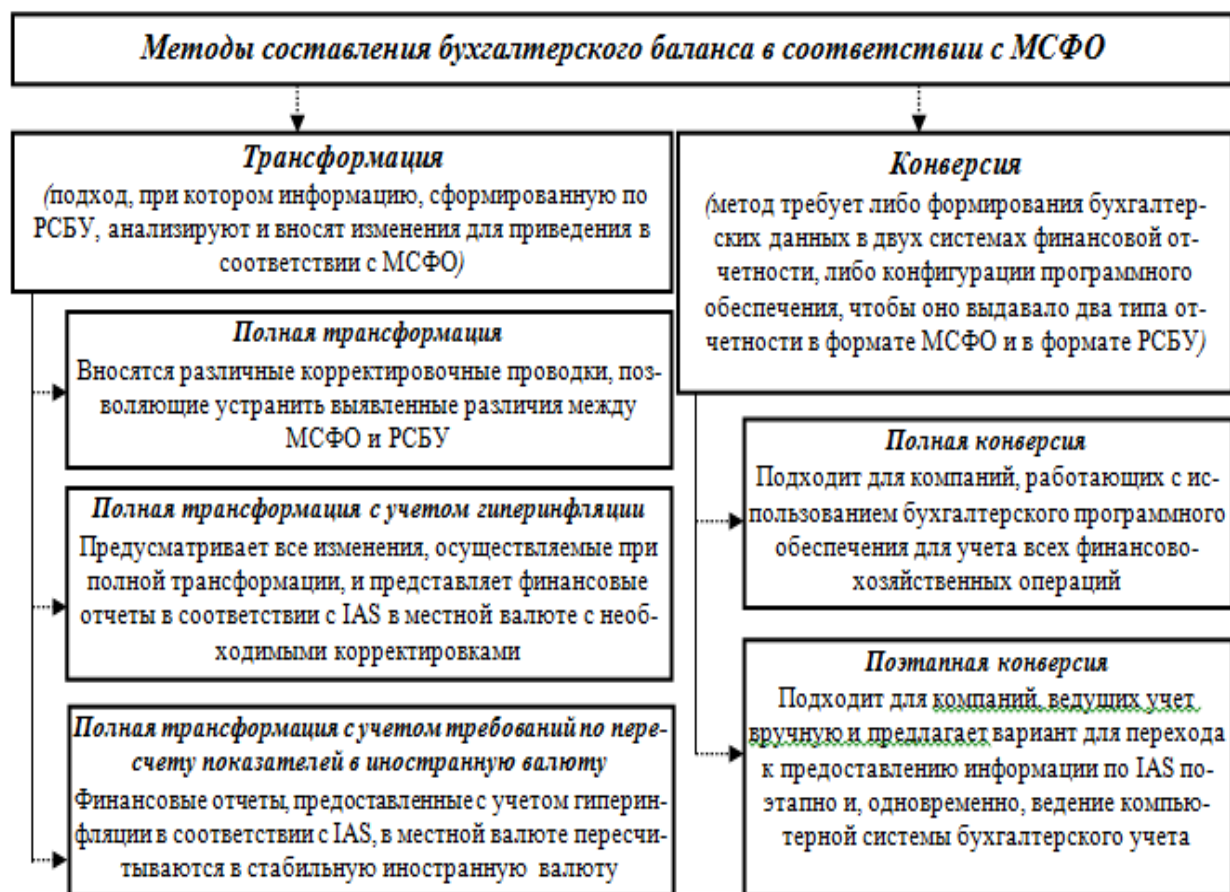 Методы составления бухгалтерского баланса в соответствии с МСФО
Трансформация
(подход, при котором информацию, сформированную по
РСБУ, анализируют и вносят изменения для приведения в
соответствии с МСФО)
Полная трансформация
Вносятся различные корректировочные проводки, поз-
воляющие устранить выявленные различия между
МСФО и РСБУ
Полная трансформация с учетом гиперинфляции
Предусматривает все изменения, осуществляемые при
полной трансформации, и представляет финансовые
отчеты в соответствии с IAS в местной валюте с необ-
ходимыми корректировками
Полная трансформация с учетом требований по пере-
счету показателей в иностранную валюту
Финансовые отчеты, предоставленные с учетом гиперин-
фляции в соответствии с IAS, в местной валюте пересчи-
тываются в стабильную иностранную валюту
Конверсия
(метод требует либо формирования бухгалтер-
ских данных в двух системах финансовой от-
четности, либо конфигурации программного
обеспечения, чтобы оно выдавало два типа от-
четности в формате МСФО и в формате РСБУ)
Полная конверсия
Подходит для компаний, работающих с ис-
пользованием бухгалтерского программного
обеспечения для учета всех финансово-
хозяйственных операций
Поэтапная конверсия
Подходит для компаний, ведущих учет
вручную и предлагает вариант для перехода
к предоставлению информации по IAS по-
этапно и, одновременно, ведение компью-
терной системы бухгалтерского учета